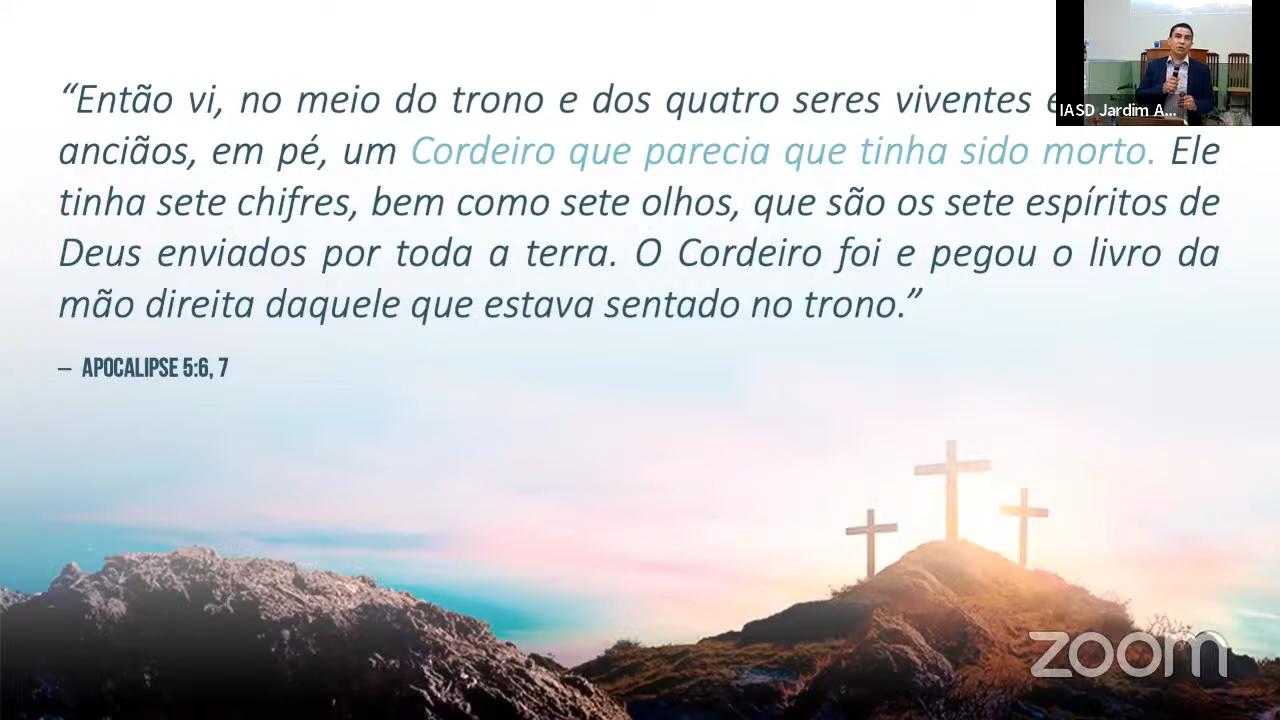 “Então vi, no meio do trono e dos quatro seres viventes e
anciãos, em pé, um Cordeiro que parecia que tinha sido morto. Ele
tinha sete chifres, bem como sete olhos, que são os sete espíritos de
Deus enviados por toda a terra. O Cordeiro foi e pegou o livro da
mão direita daquele que estava sentado no trono.”
– APOCALIPSE 5:6, 7
IASD Jardim A...
zoom